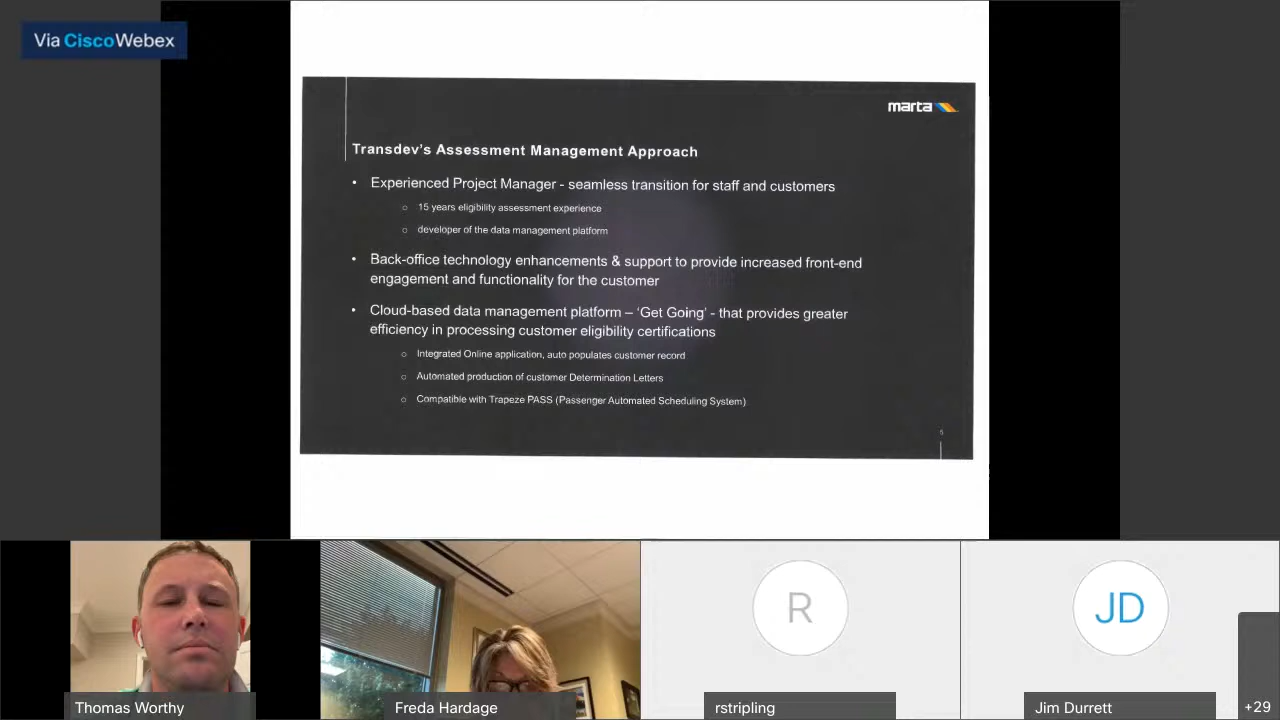 Via CiscoWebex
marta
Transdev's Assessment Management Approach
• Experienced Project Manager - seamless transition for staff and customers
○ 15 years eligibility assessment experience
○ developer of the data management platform
• Back-office technology enhancements & support to provide increased front-end
engagement and functionality for the customer
• Cloud-based data management platform – ‘Get Going’ - that provides greater
efficiency in processing customer eligibility certifications
○ Integrated Online application, auto populates customer record
○ Automated production of customer Determination Letters
○ Compatible with Trapeze PASS (Passenger Automated Scheduling System)
5
R
JD
Thomas Worthy
Freda Hardage
rstripling
Jim Durrett
+29